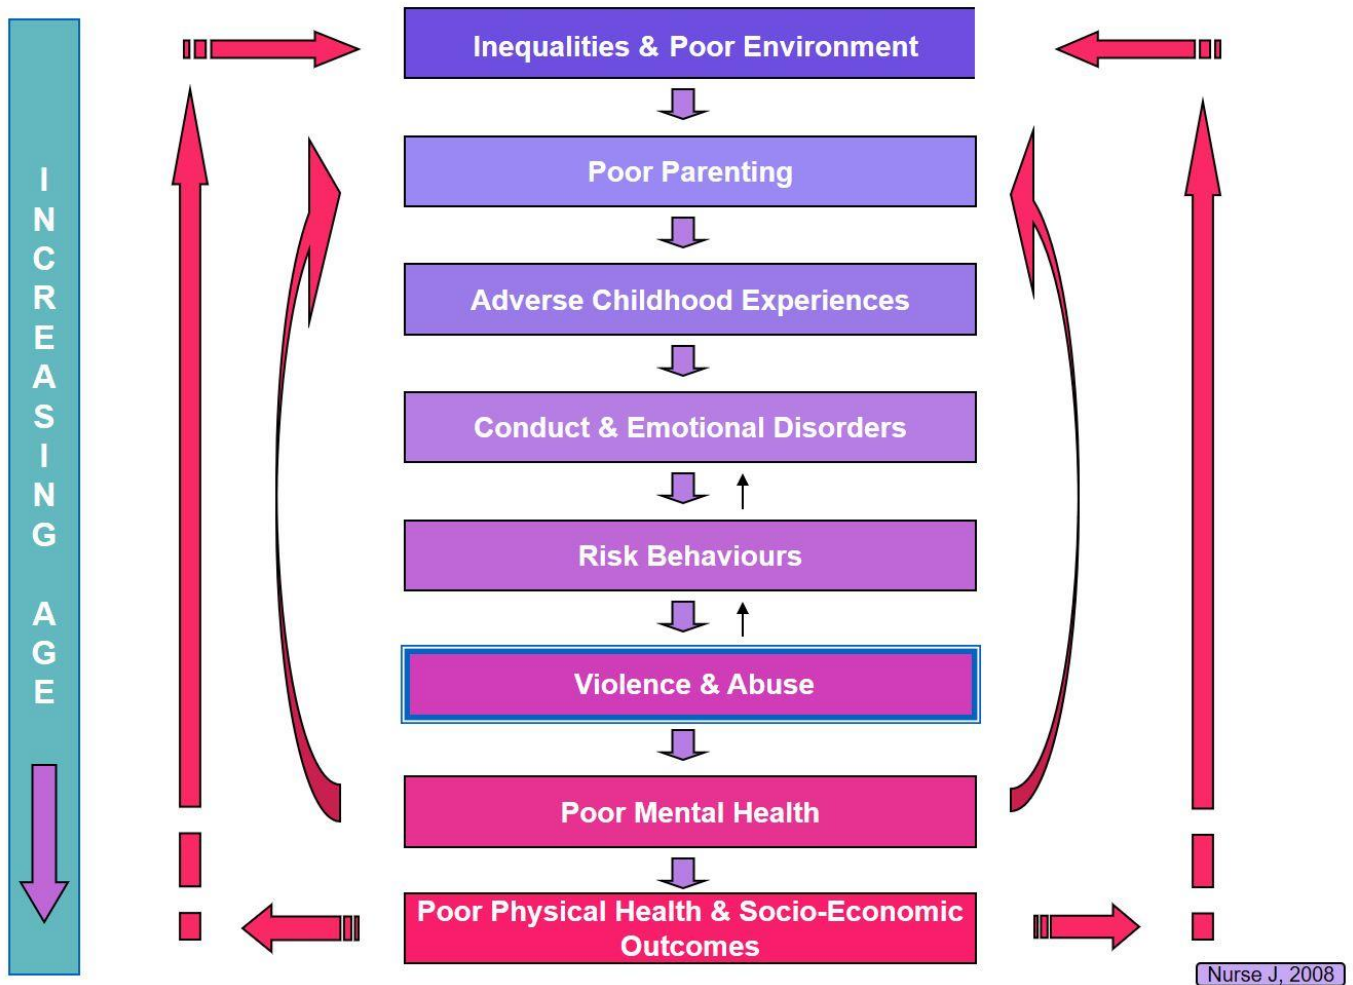 INCREASING AGE
Inequalities & Poor Environment
Poor Parenting
Adverse Childhood Experiences
Conduct & Emotional Disorders
Risk Behaviours
Violence & Abuse
Poor Mental Health
Poor Physical Health & Socio-Economic
Outcomes
Nurse J, 2008